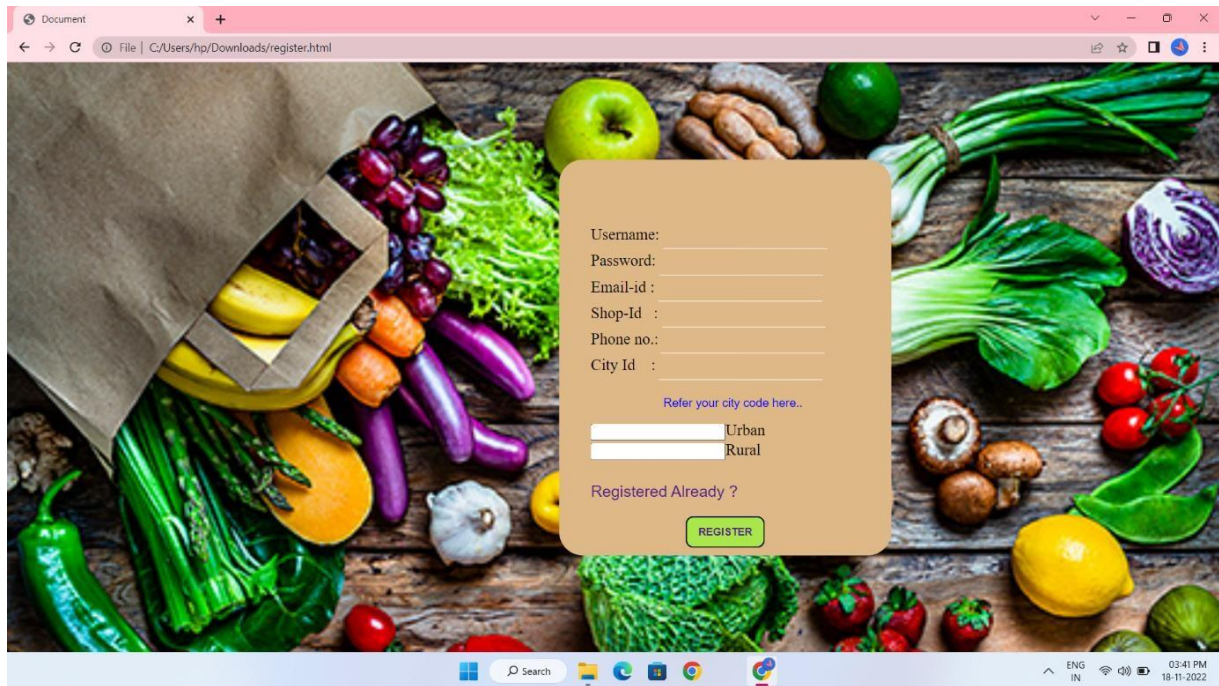 Document
File | C:/Users/hp/Downloads/register.html
Username:
Password:
Email-id :
Shop-Id :
Phone no.:
City Id :
Refer your city code here..
Urban
Rural
Registered Already ?
REGISTER
Search
ENG
IN
03:41 PM
18-11-2022